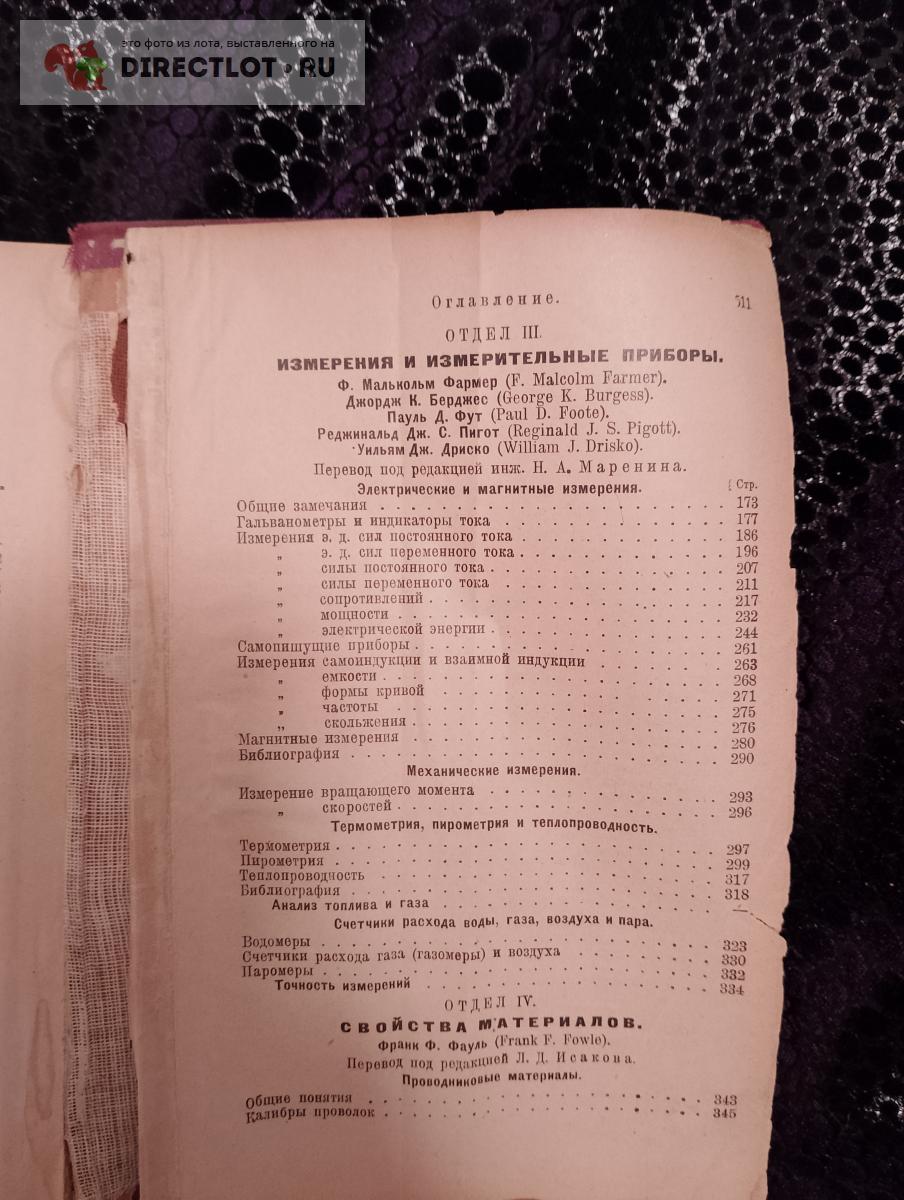 это фото из лота, выставленного на
DIRECTLOT.RU
Оглавление. 511
ОТДЕЛ III.
ИЗМЕРЕНИЯ И ИЗМЕРИТЕЛЬНЫЕ ПРИБОРЫ.
Ф. Малькольм Фармер (F. Malcolm Farmer).
Джордж К. Берджес (George K. Burgess).
Пауль Д. Фут (Paul D. Foote).
Реджинальд Дж. С. Пигот (Reginald J. S. Pigott).
Уильям Дж. Дриско (William J. Drisko).
Перевод под редакцией инж. Н. А. Маренина.
Электрические и магнитные измерения. Стр.
Общие замечания . . . 173
Гальванометры и индикаторы тока . . . 177
Измерения э. д. сил постоянного тока . . . 186
„ э. д. сил переменного тока . . . 196
„ силы постоянного тока . . . 207
„ силы переменного тока . . . 211
„ сопротивлений . . . 217
„ мощности . . . 232
„ электрической энергии . . . 244
Самопишущие приборы . . . 261
Измерения самоиндукции и взаимной индукции . . . 263
„ емкости . . . 268
„ формы кривой . . . 271
„ частоты . . . 275
„ скольжения . . . 276
Магнитные измерения . . . 280
Библиография . . . 290
Механические измерения.
Измерение вращающего момента . . . 293
„ скоростей . . . 296
Термометрия, пирометрия и теплопроводность.
Термометрия . . . 297
Пирометрия . . . 299
Теплопроводность . . . 317
Библиография . . . 318
Анализ топлива и газа . . . —
Счетчики расхода воды, газа, воздуха и пара.
Водомеры . . . 323
Счетчики расхода газа (газомеры) и воздуха . . . 330
Паромеры . . . 332
Точность измерений . . . 334
ОТДЕЛ IV.
СВОЙСТВА МАТЕРИАЛОВ.
Франк Ф. Фауль (Frank F. Fowle).
Перевод под редакцией Л. Д. Исакова.
Проводниковые материалы.
Общие понятия . . . 343
Калибры проволок . . . 345